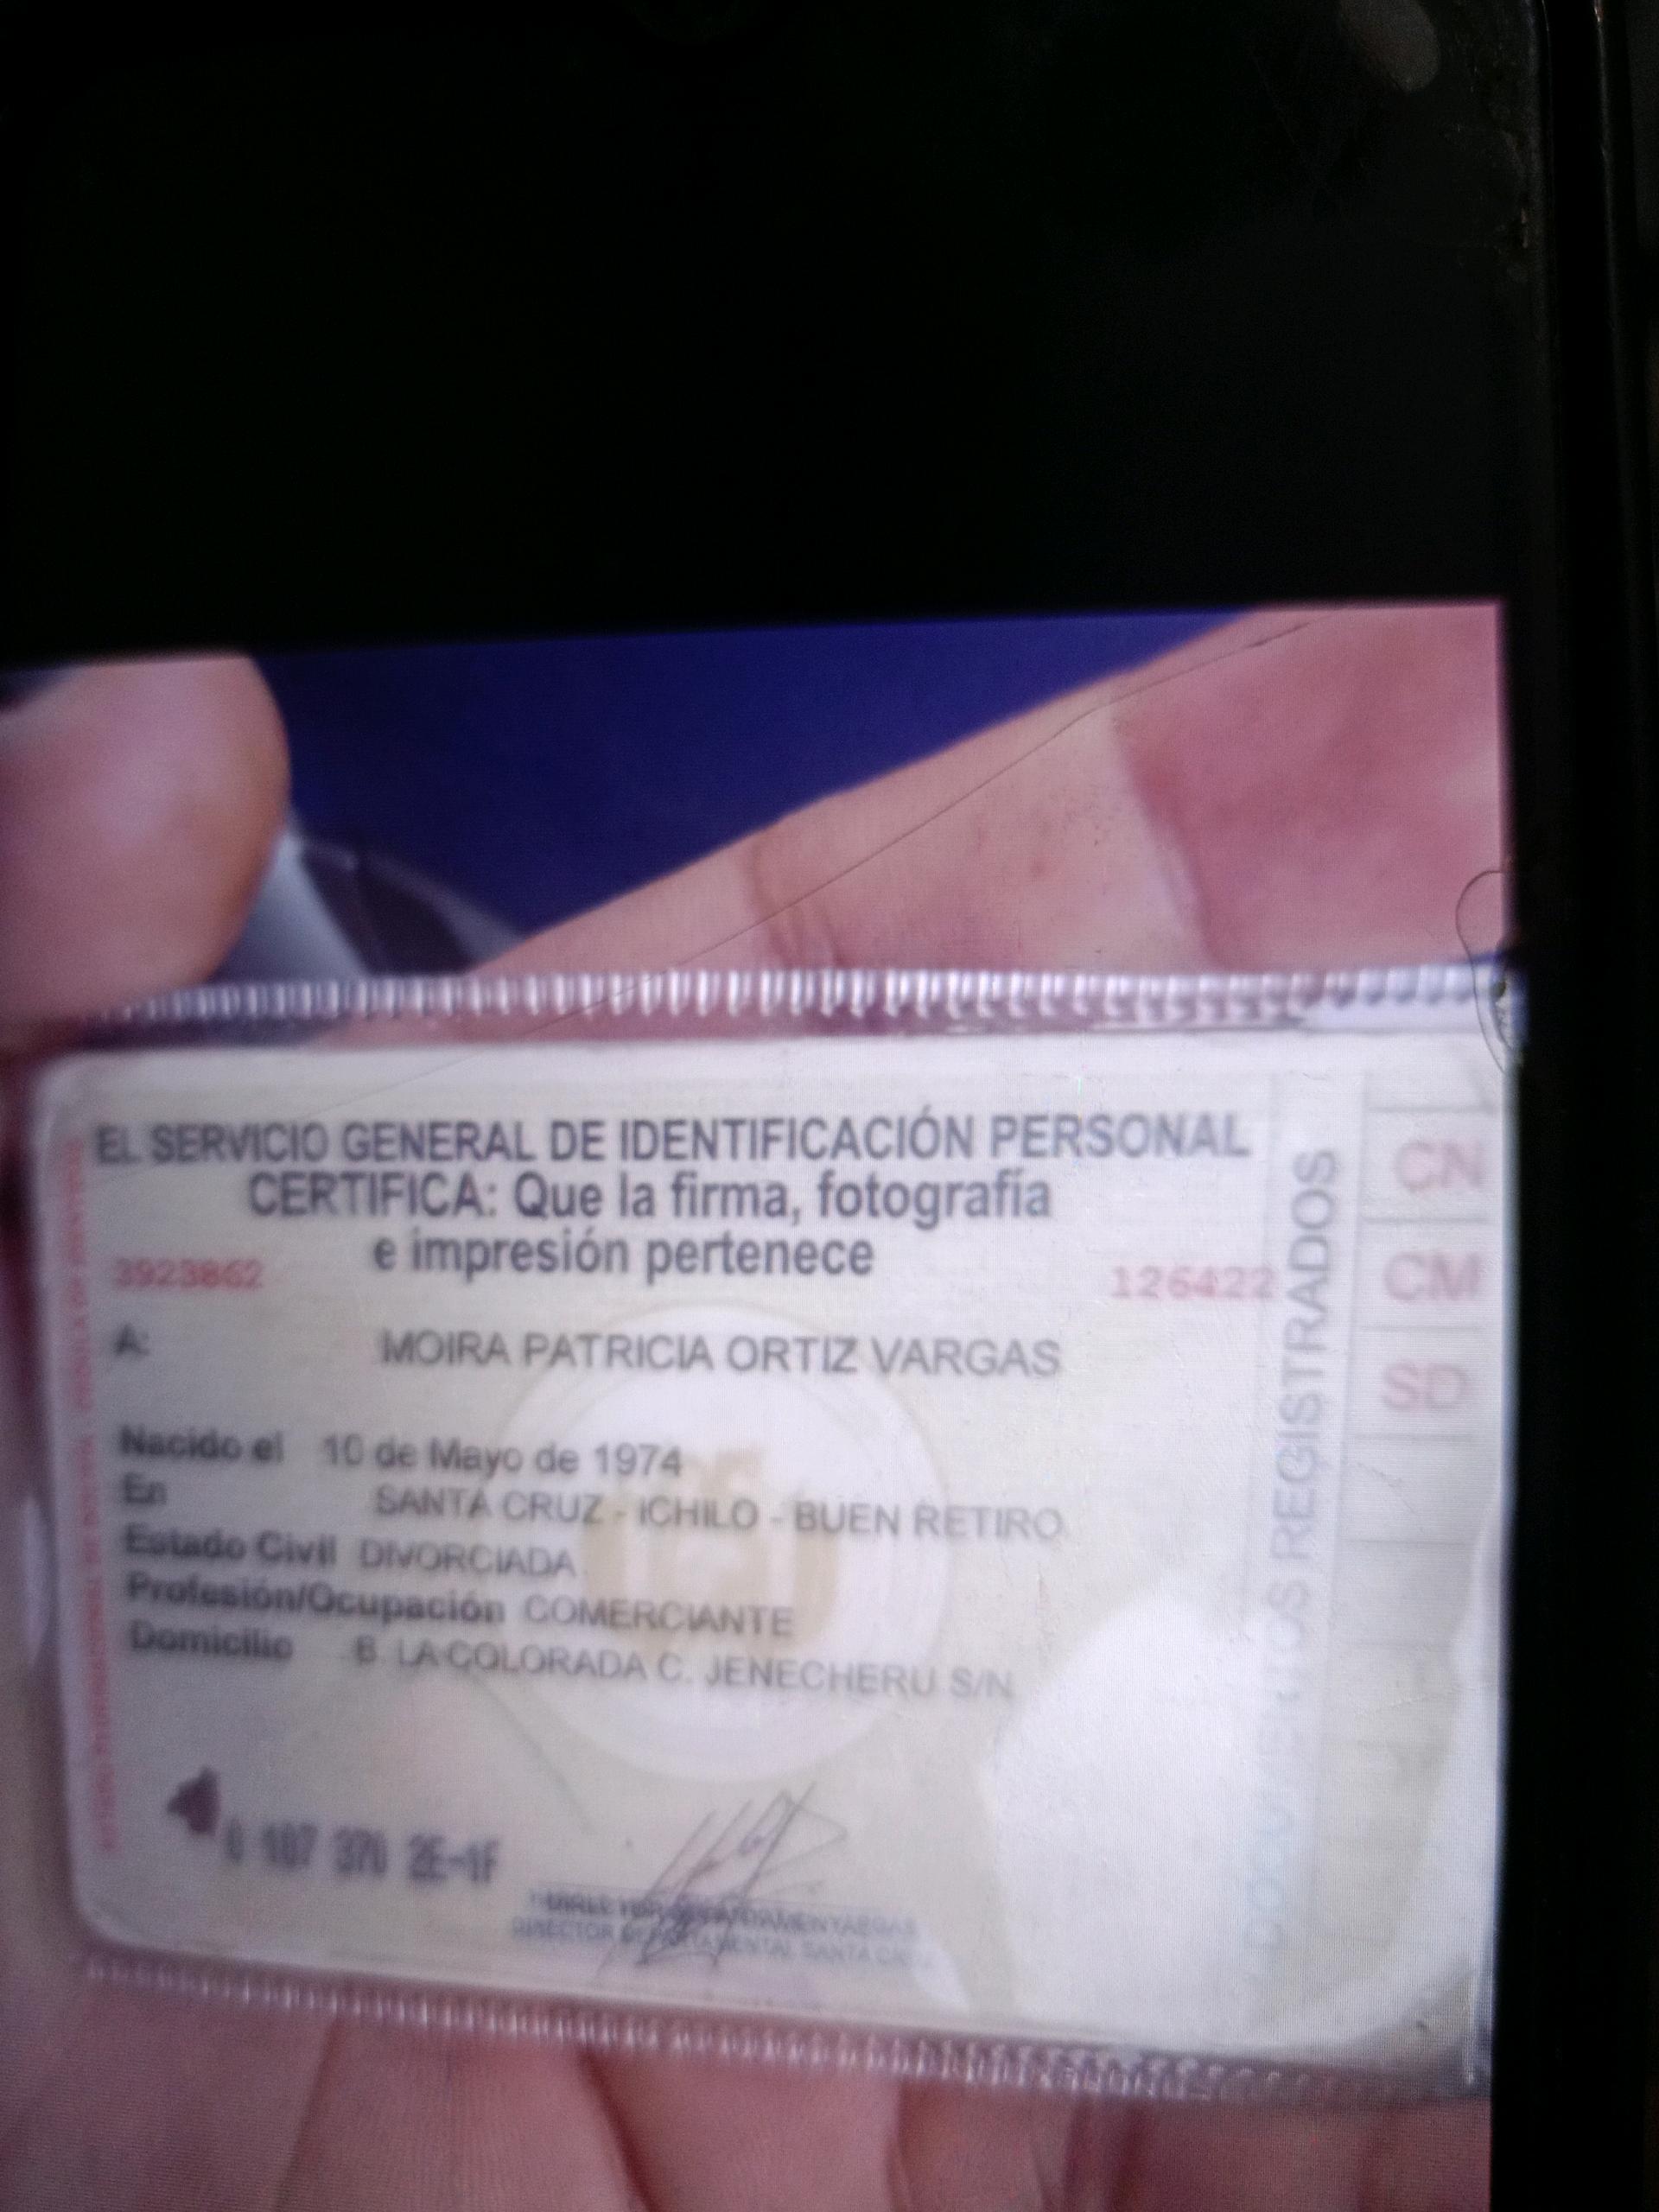 EL SERVICIO GENERAL DE IDENTIFICACIÓN PERSONAL
CERTIFICA: Que la firma, fotografía
e impresión pertenece
3923862 126422
A: MOIRA PATRICIA ORTIZ VARGAS
Nacido el 10 de Mayo de 1974
En SANTA CRUZ - ICHILO - BUEN RETIRO
Estado Civil DIVORCIADA
Profesión/Ocupación COMERCIANTE
Domicilio B. LA COLORADA C. JENECHERU S/N
0 107 370 2E-1F
DIRECTOR DEPARTAMENTAL SANTA CRUZ
DOCUMENTOS REGISTRADOS
CN
CM
SD